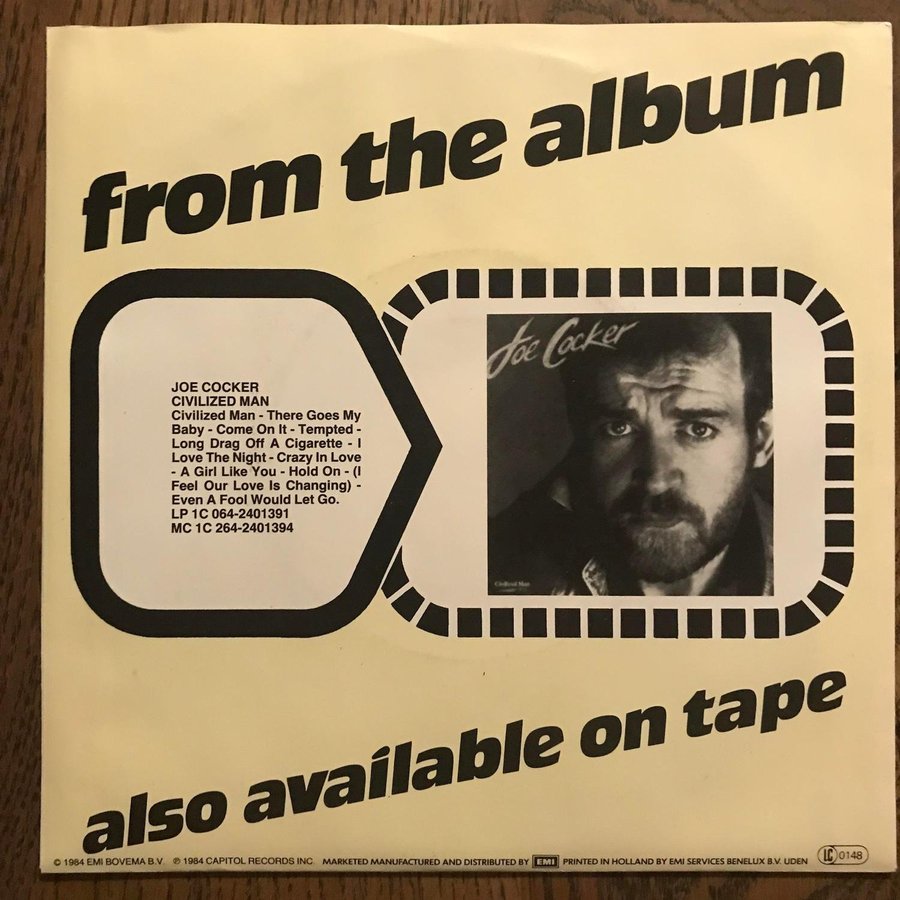 from the album
JOE COCKER
CIVILIZED MAN
Civilized Man - There Goes My
Baby - Come On It - Tempted -
Long Drag Off A Cigarette - I
Love The Night - Crazy In Love
- A Girl Like You - Hold On - (I
Feel Our Love Is Changing) -
Even A Fool Would Let Go.
LP 1C 064-2401391
MC 1C 264-2401394
Joe Cocker
Civilized Man
also available on tape
© 1984 EMI BOVEMA B.V. ℗ 1984 CAPITOL RECORDS INC. MARKETED MANUFACTURED AND DISTRIBUTED BY EMI PRINTED IN HOLLAND BY EMI SERVICES BENELUX B.V. UDEN LC 0148